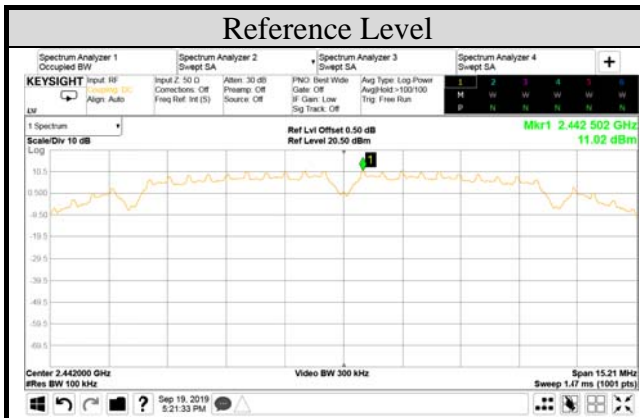 Reference Level
Spectrum Analyzer 1
Occupied BW
Spectrum Analyzer 2
Swept SA
Spectrum Analyzer 3
Swept SA
Spectrum Analyzer 4
Swept SA
+
KEYSIGHT
Input: RF
Coupling: DC
Align: Auto
Input Z: 50 Ω
Corrections: Off
Freq Ref: Int (S)
Atten: 30 dB
Preamp: Off
Source: Off
PNO: Best Wide
Gate: Off
IF Gain: Low
Sig Track: Off
Avg Type: Log-Power
Avg|Hold:>100/100
Trig: Free Run
1 2 3 4 5 6
M W W W W W
P N N N N N
LXI
1 Spectrum
Scale/Div 10 dB
Log
Ref Lvl Offset 0.50 dB
Ref Level 20.50 dBm
Mkr1 2.442 502 GHz
11.02 dBm
1
10.5
0.500
-9.50
-19.5
-29.5
-39.5
-49.5
-59.5
-69.5
Center 2.442000 GHz
#Res BW 100 kHz
Video BW 300 kHz
Span 15.21 MHz
Sweep 1.47 ms (1001 pts)
?
Sep 19, 2019
5:21:33 PM